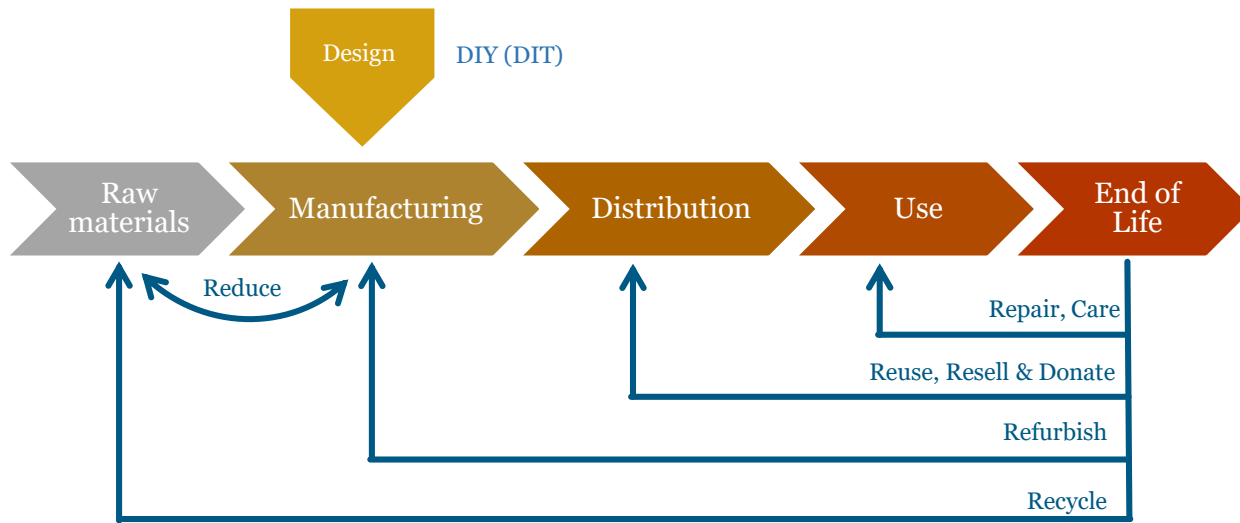 Design
DIY (DIT)
Raw
materials
Manufacturing
Distribution
Use
End of
Life
Reduce
Repair, Care
Reuse, Resell & Donate
Refurbish
Recycle